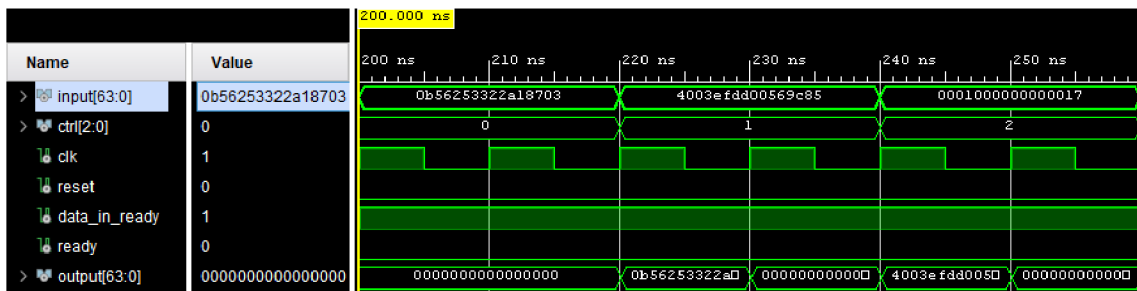 200.000 ns
Name Value
200 ns 210 ns 220 ns 230 ns 240 ns 250 ns
input[63:0] 0b56253322a18703 0b56253322a18703 4003efdd00569c85 0001000000000017
ctrl[2:0] 0 0 1 2
clk 1
reset 0
data_in_ready 1
ready 0
output[63:0] 0000000000000000 0000000000000000 0b56253322a 00000000000 4003efdd005 00000000000